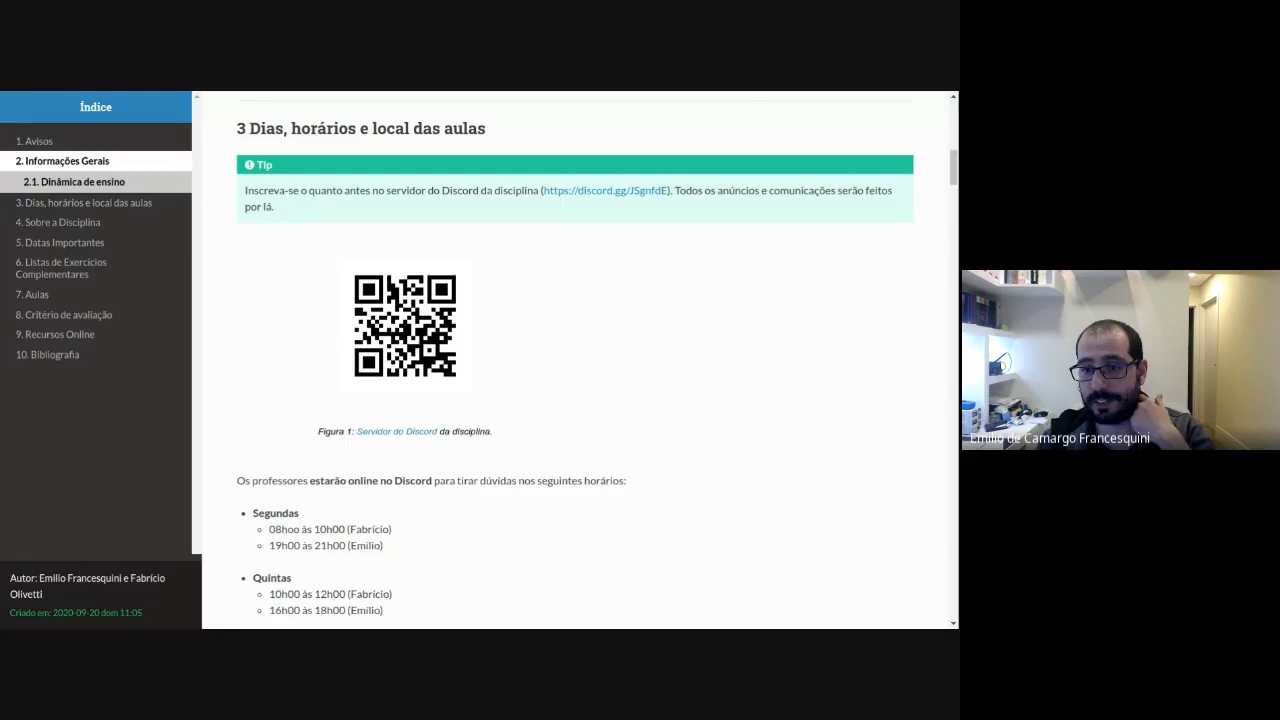 Índice
1. Avisos
2. Informações Gerais
2.1. Dinâmica de ensino
3. Dias, horários e local das aulas
4. Sobre a Disciplina
5. Datas Importantes
6. Listas de Exercícios
Complementares
7. Aulas
8. Critério de avaliação
9. Recursos Online
10. Bibliografia
Autor: Emilio Francesquini e Fabrício
Olivetti
Criado em: 2020-09-20 dom 11:05
3 Dias, horários e local das aulas
Tip
Inscreva-se o quanto antes no servidor do Discord da disciplina (https://discord.gg/JSgnfdE). Todos os anúncios e comunicações serão feitos
por lá.
Figura 1: Servidor do Discord da disciplina.
Os professores estarão online no Discord para tirar dúvidas nos seguintes horários:
Segundas
08hoo às 10h00 (Fabrício)
19h00 às 21h00 (Emílio)
Quintas
10h00 às 12h00 (Fabrício)
16h00 às 18h00 (Emílio)
Emilio de Camargo Francesquini